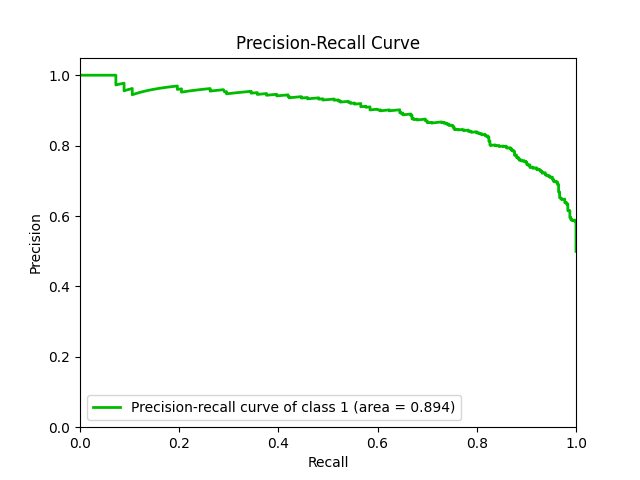 Precision-Recall Curve
1.0
0.8
0.6
0.4
0.2
0.0
Precision
Precision-recall curve of class 1 (area = 0.894)
0.0 0.2 0.4 0.6 0.8 1.0
Recall